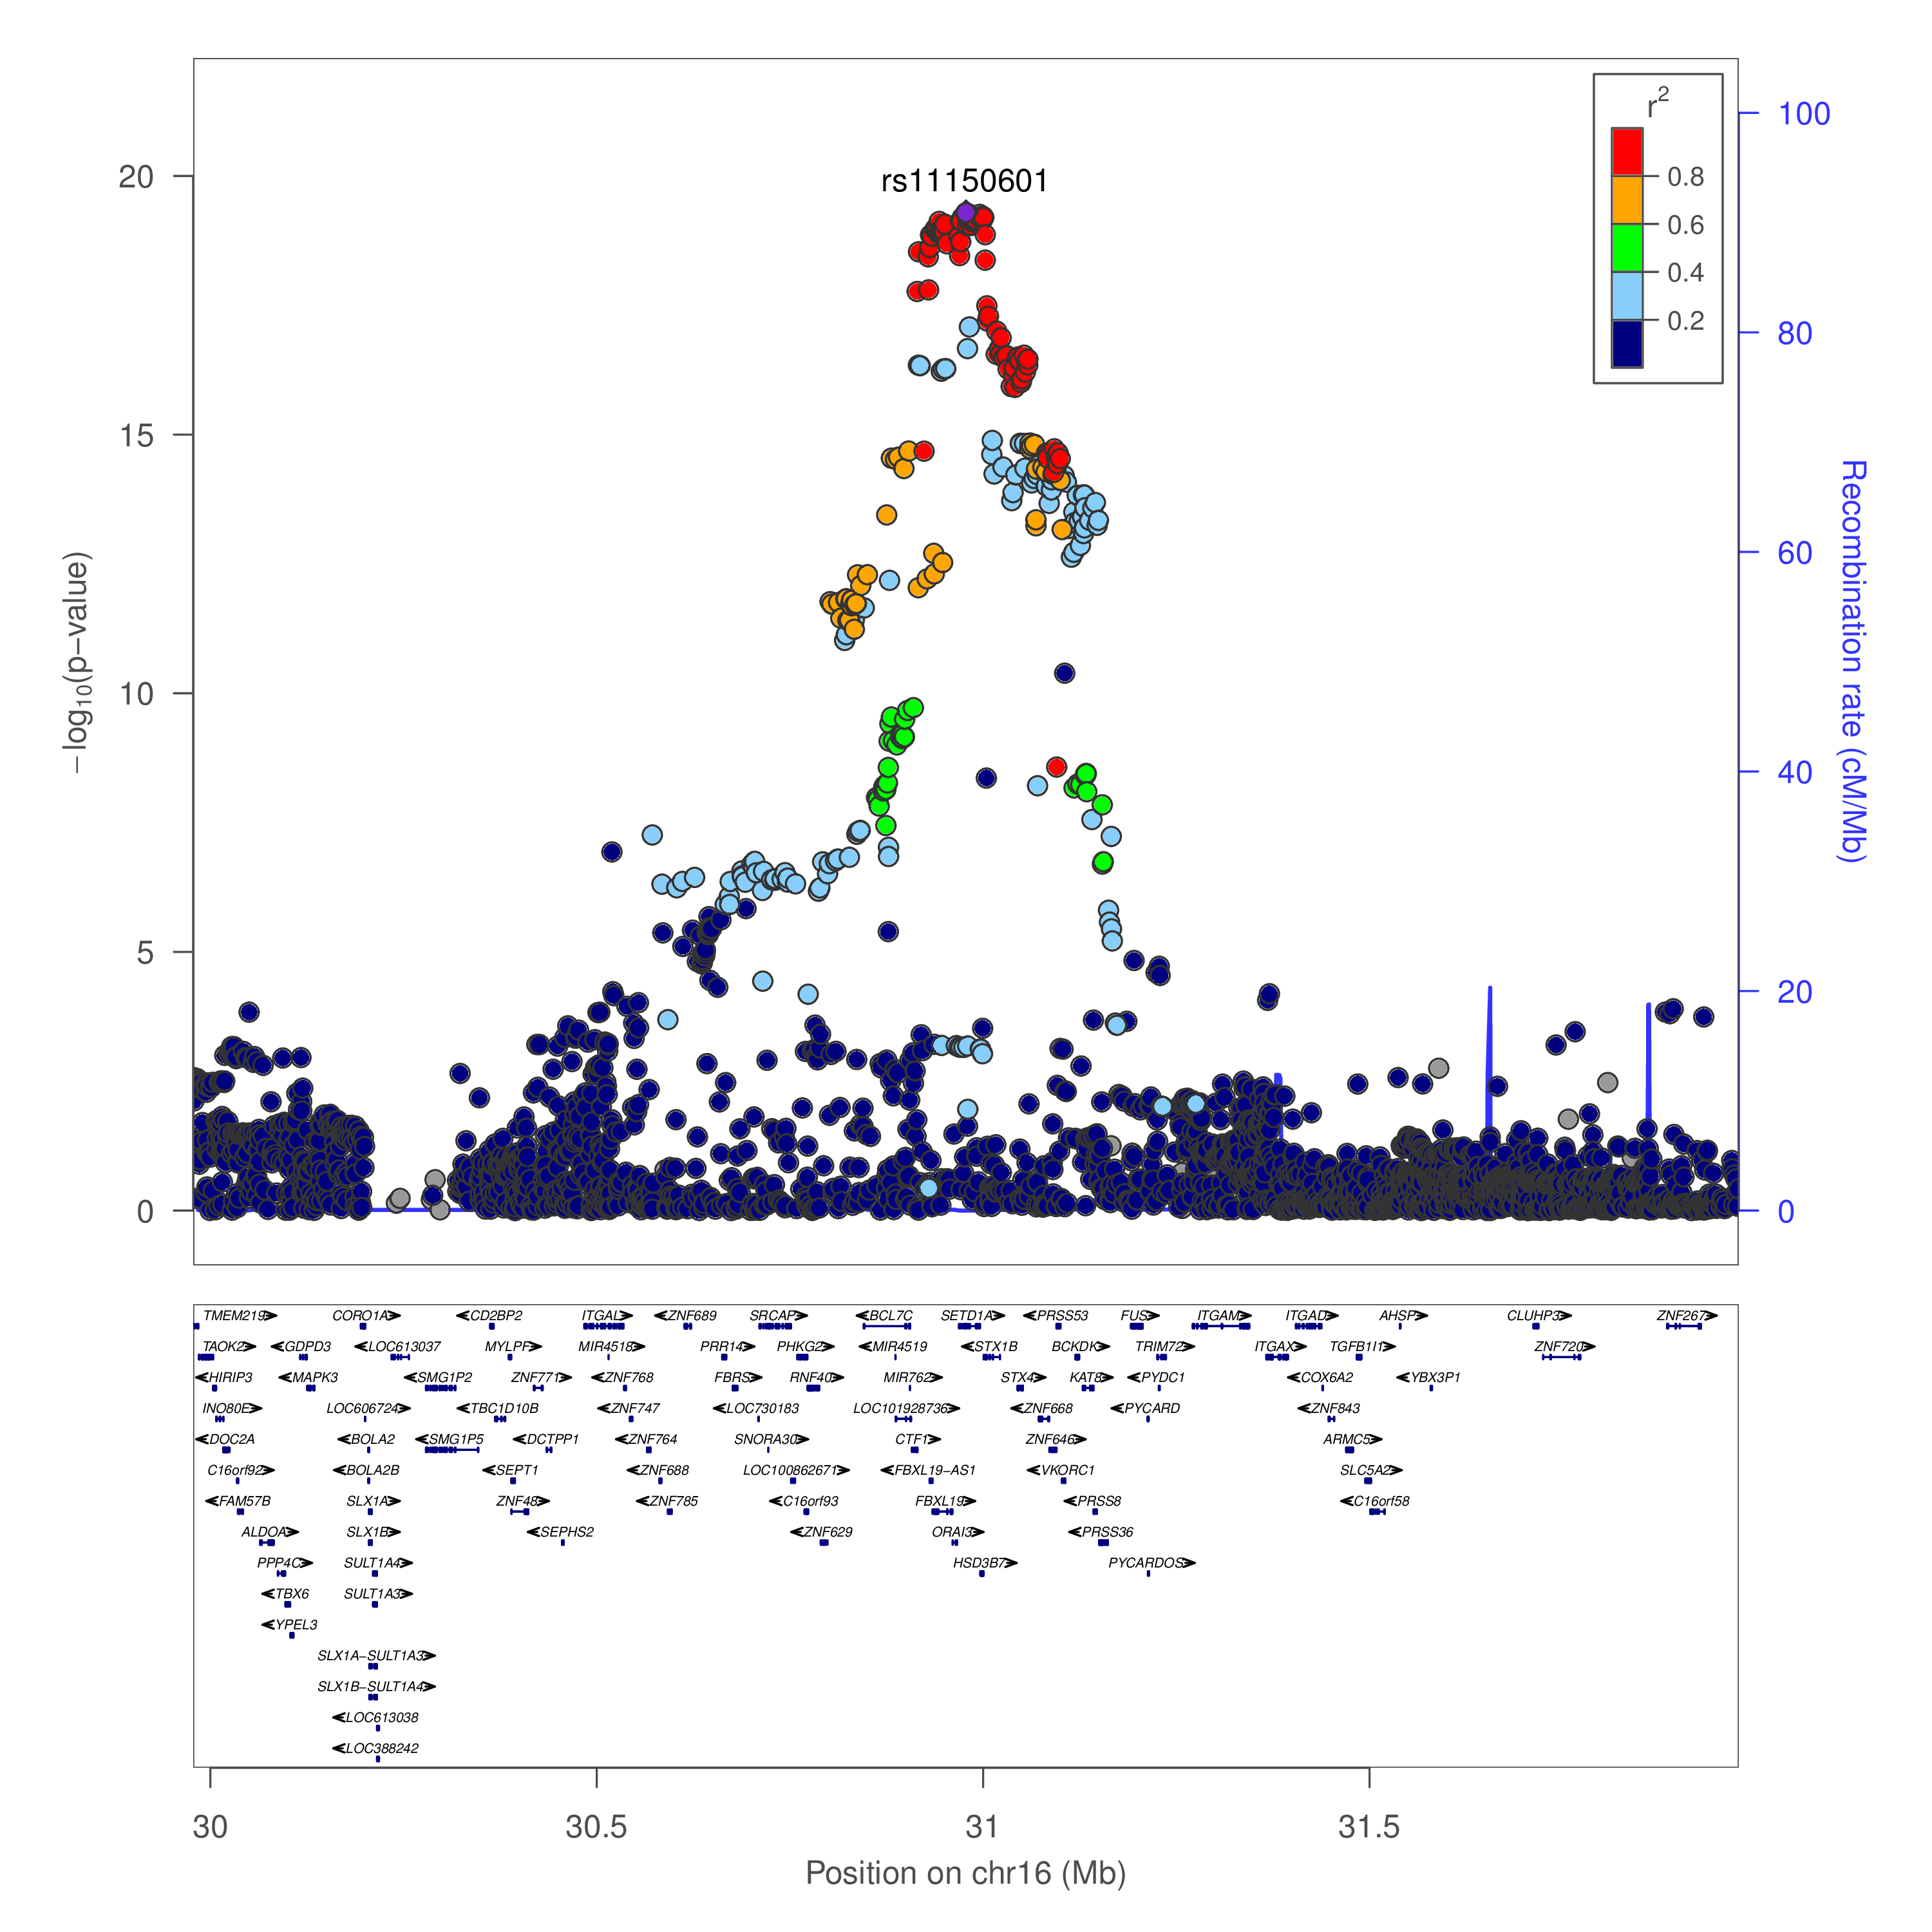 rs11150601
r2
0.8
0.6
0.4
0.2
20
15
10
5
0
−log10(p−value)
100
80
60
40
20
0
Recombination rate (cM/Mb)
TMEM219 CORO1A CD2BP2 ITGAL ZNF689 SRCAP BCL7C SETD1A PRSS53 FUS ITGAM ITGAD AHSP CLUHP3 ZNF267
TAOK2 GDPD3 LOC613037 MYLPF MIR4518 PRR14 PHKG2 MIR4519 STX1B BCKDK TRIM72 ITGAX TGFB1I1 ZNF720
HIRIP3 MAPK3 SMG1P2 ZNF771 ZNF768 FBRS RNF40 MIR762 STX4 KAT8 PYDC1 COX6A2 YBX3P1
INO80E LOC606724 TBC1D10B ZNF747 LOC730183 LOC101928736 ZNF668 PYCARD ZNF843
DOC2A BOLA2 SMG1P5 DCTPP1 ZNF764 SNORA30 CTF1 ZNF646 ARMC5
C16orf92 BOLA2B SEPT1 ZNF688 LOC100862671 FBXL19−AS1 VKORC1 SLC5A2
FAM57B SLX1A ZNF48 ZNF785 C16orf93 FBXL19 PRSS8 C16orf58
ALDOA SLX1B SEPHS2 ZNF629 ORAI3 PRSS36
PPP4C SULT1A4 HSD3B7 PYCARDOS
TBX6 SULT1A3
YPEL3
SLX1A−SULT1A3
SLX1B−SULT1A4
LOC613038
LOC388242
30 30.5 31 31.5
Position on chr16 (Mb)